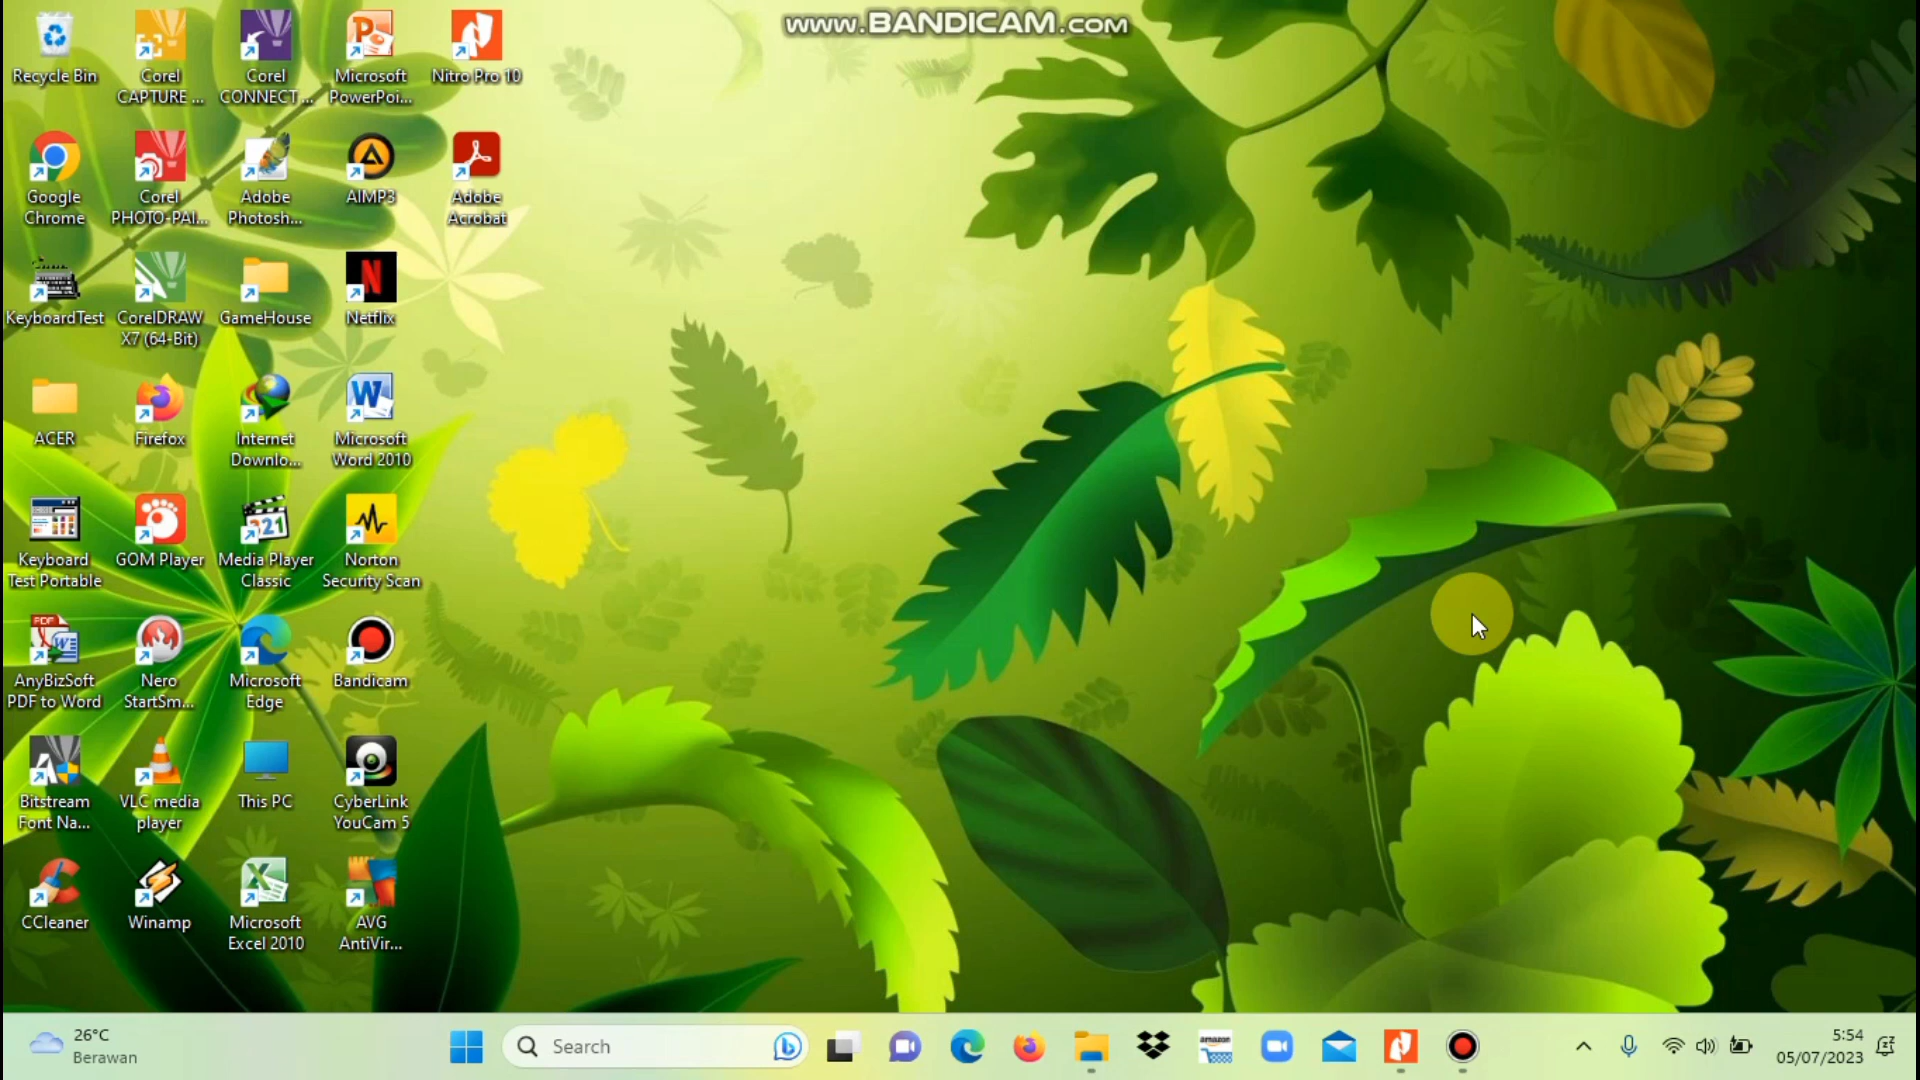 www.BANDICAM.com
Recycle Bin
Corel
CAPTURE ...
Corel
CONNECT ...
Microsoft
PowerPoi...
Nitro Pro 10
Google
Chrome
Corel
PHOTO-PAI...
Adobe
Photosh...
AIMP3
Adobe
Acrobat
KeyboardTest
CorelDRAW
X7 (64-Bit)
GameHouse
Netflix
ACER
Firefox
Internet
Downlo...
Microsoft
Word 2010
Keyboard
Test Portable
GOM Player
Media Player
Classic
Norton
Security Scan
AnyBizSoft
PDF to Word
Nero
StartSm...
Microsoft
Edge
Bandicam
Bitstream
Font Na...
VLC media
player
This PC
CyberLink
YouCam 5
CCleaner
Winamp
Microsoft
Excel 2010
AVG
AntiVir...
26°C
Berawan
Search
amazon
5:54
05/07/2023